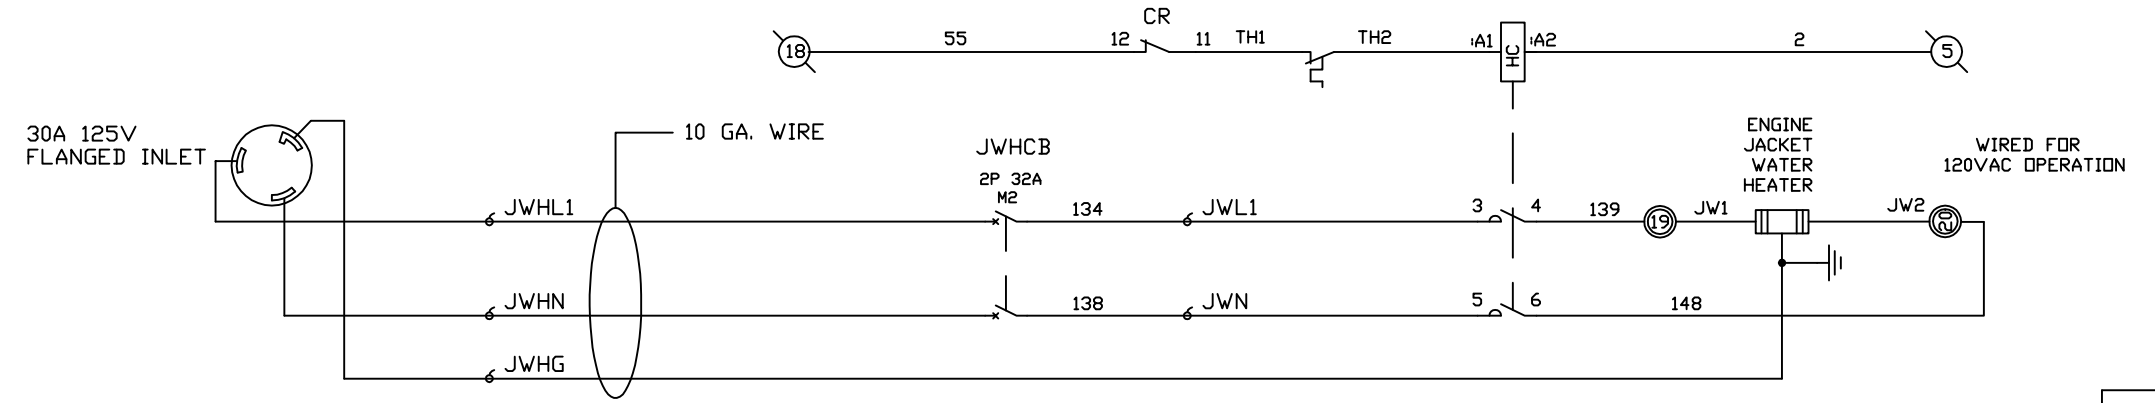 CR
18
55
12
11
TH1
TH2
A1
HC
A2
2
5
30A 125V
FLANGED INLET
10 GA. WIRE
JWHCB
2P 32A
M2
ENGINE
JACKET
WATER
HEATER
WIRED FOR
120VAC OPERATION
JWHL1
134
JWL1
3
4
139
19
JW1
JW2
20
JWHN
138
JWN
5
6
148
JWHG